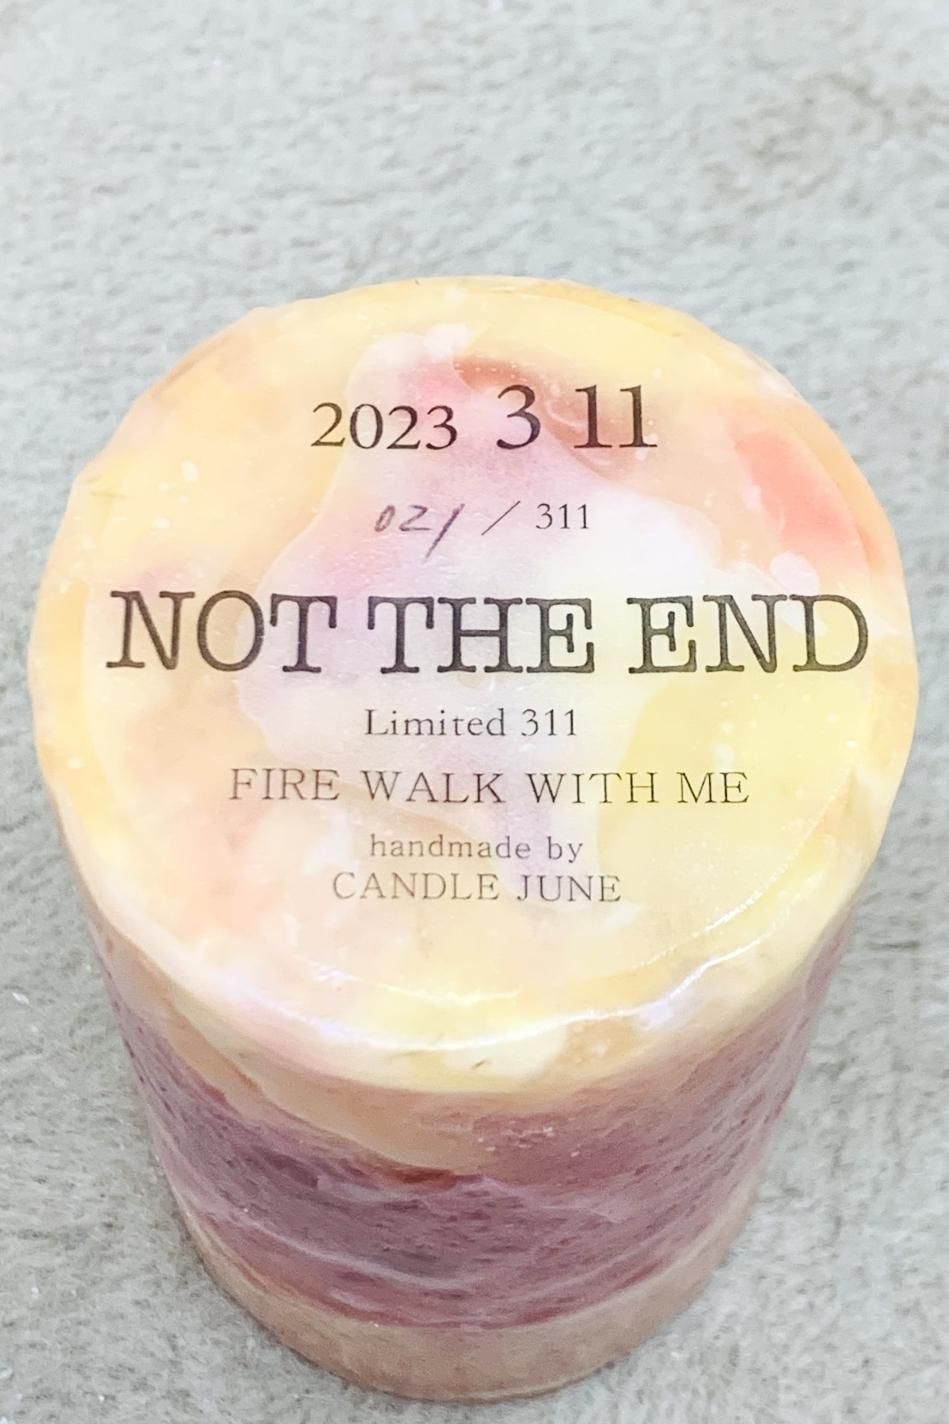 2023 3 11
021 / 311
NOT THE END
Limited 311
FIRE WALK WITH ME
handmade by
CANDLE JUNE